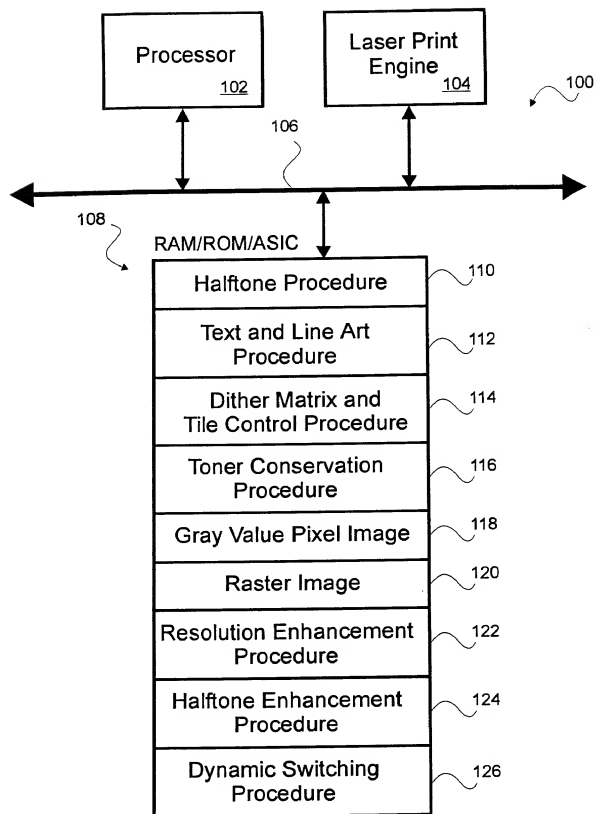 Processor
102
Laser Print
Engine
104
100
106
108
RAM/ROM/ASIC
Halftone Procedure
110
Text and Line Art
Procedure
112
Dither Matrix and
Tile Control Procedure
114
Toner Conservation
Procedure
116
Gray Value Pixel Image
118
Raster Image
120
Resolution Enhancement
Procedure
122
Halftone Enhancement
Procedure
124
Dynamic Switching
Procedure
126